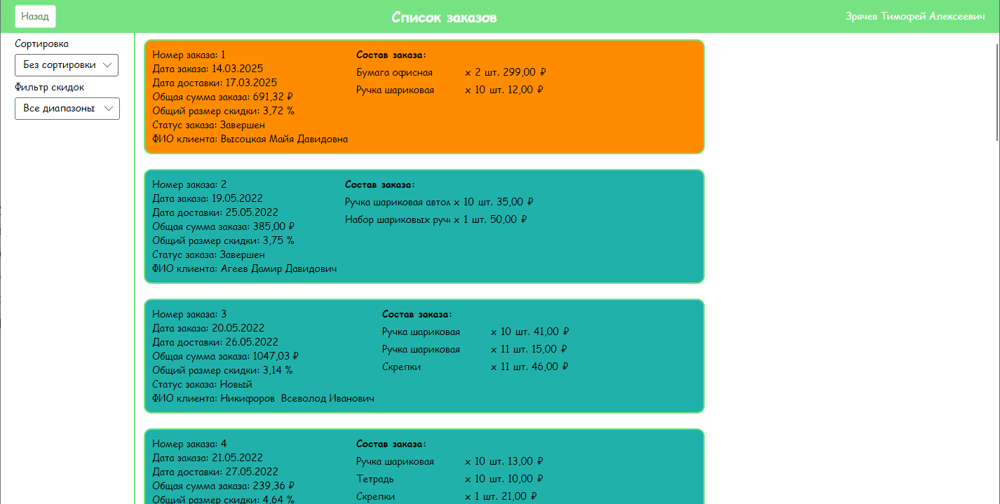 Назад
Список заказов
Зрячев Тимофей Алексеевич
Сортировка
Без сортировки
Фильтр скидок
Все диапазоны
Номер заказа: 1
Дата заказа: 14.03.2025
Дата доставки: 17.03.2025
Общая сумма заказа: 691,32 ₽
Общий размер скидки: 3,72 %
Статус заказа: Завершен
ФИО клиента: Высоцкая Майя Давидовна
Состав заказа:
Бумага офисная x 2 шт. 299,00 ₽
Ручка шариковая x 10 шт. 12,00 ₽
Номер заказа: 2
Дата заказа: 19.05.2022
Дата доставки: 25.05.2022
Общая сумма заказа: 385,00 ₽
Общий размер скидки: 3,75 %
Статус заказа: Завершен
ФИО клиента: Агеев Дамир Давидович
Состав заказа:
Ручка шариковая автом x 10 шт. 35,00 ₽
Набор шариковых руче x 1 шт. 50,00 ₽
Номер заказа: 3
Дата заказа: 20.05.2022
Дата доставки: 26.05.2022
Общая сумма заказа: 1047,03 ₽
Общий размер скидки: 3,14 %
Статус заказа: Новый
ФИО клиента: Никифоров Всеволод Иванович
Состав заказа:
Ручка шариковая x 10 шт. 41,00 ₽
Ручка шариковая x 11 шт. 15,00 ₽
Скрепки x 11 шт. 46,00 ₽
Номер заказа: 4
Дата заказа: 21.05.2022
Дата доставки: 27.05.2022
Общая сумма заказа: 239,36 ₽
Общий размер скидки: 4,64 %
Состав заказа:
Ручка шариковая x 10 шт. 13,00 ₽
Тетрадь x 10 шт. 10,00 ₽
Скрепки x 1 шт. 21,00 ₽